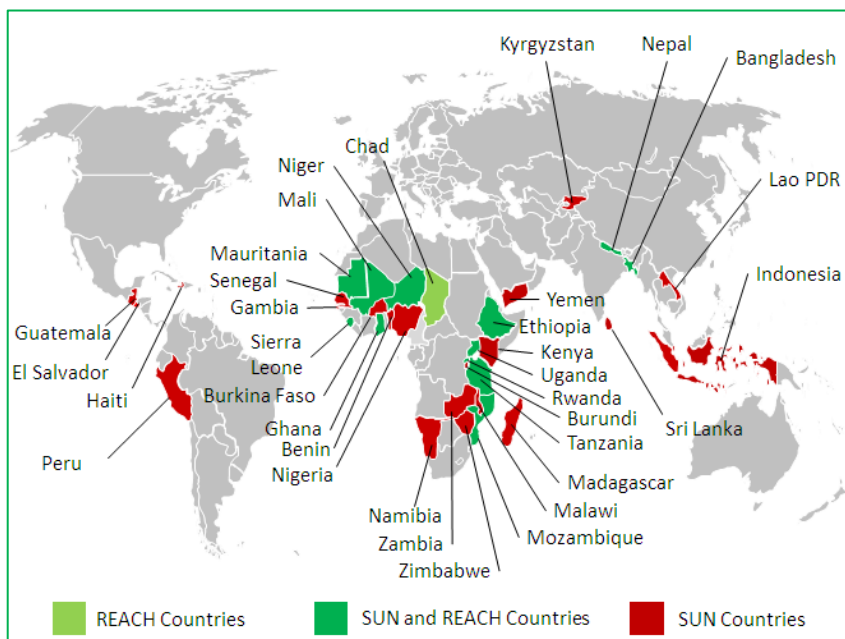 Kyrgyzstan
Nepal
Bangladesh
Chad
Niger
Mali
Lao PDR
Mauritania
Senegal
Gambia
Indonesia
Yemen
Guatemala
Ethiopia
Sierra
Leone
Kenya
El Salvador
Uganda
Haiti
Burkina Faso
Rwanda
Burundi
Ghana
Benin
Tanzania
Sri Lanka
Peru
Nigeria
Madagascar
Namibia
Malawi
Zambia
Mozambique
Zimbabwe
REACH Countries
SUN and REACH Countries
SUN Countries